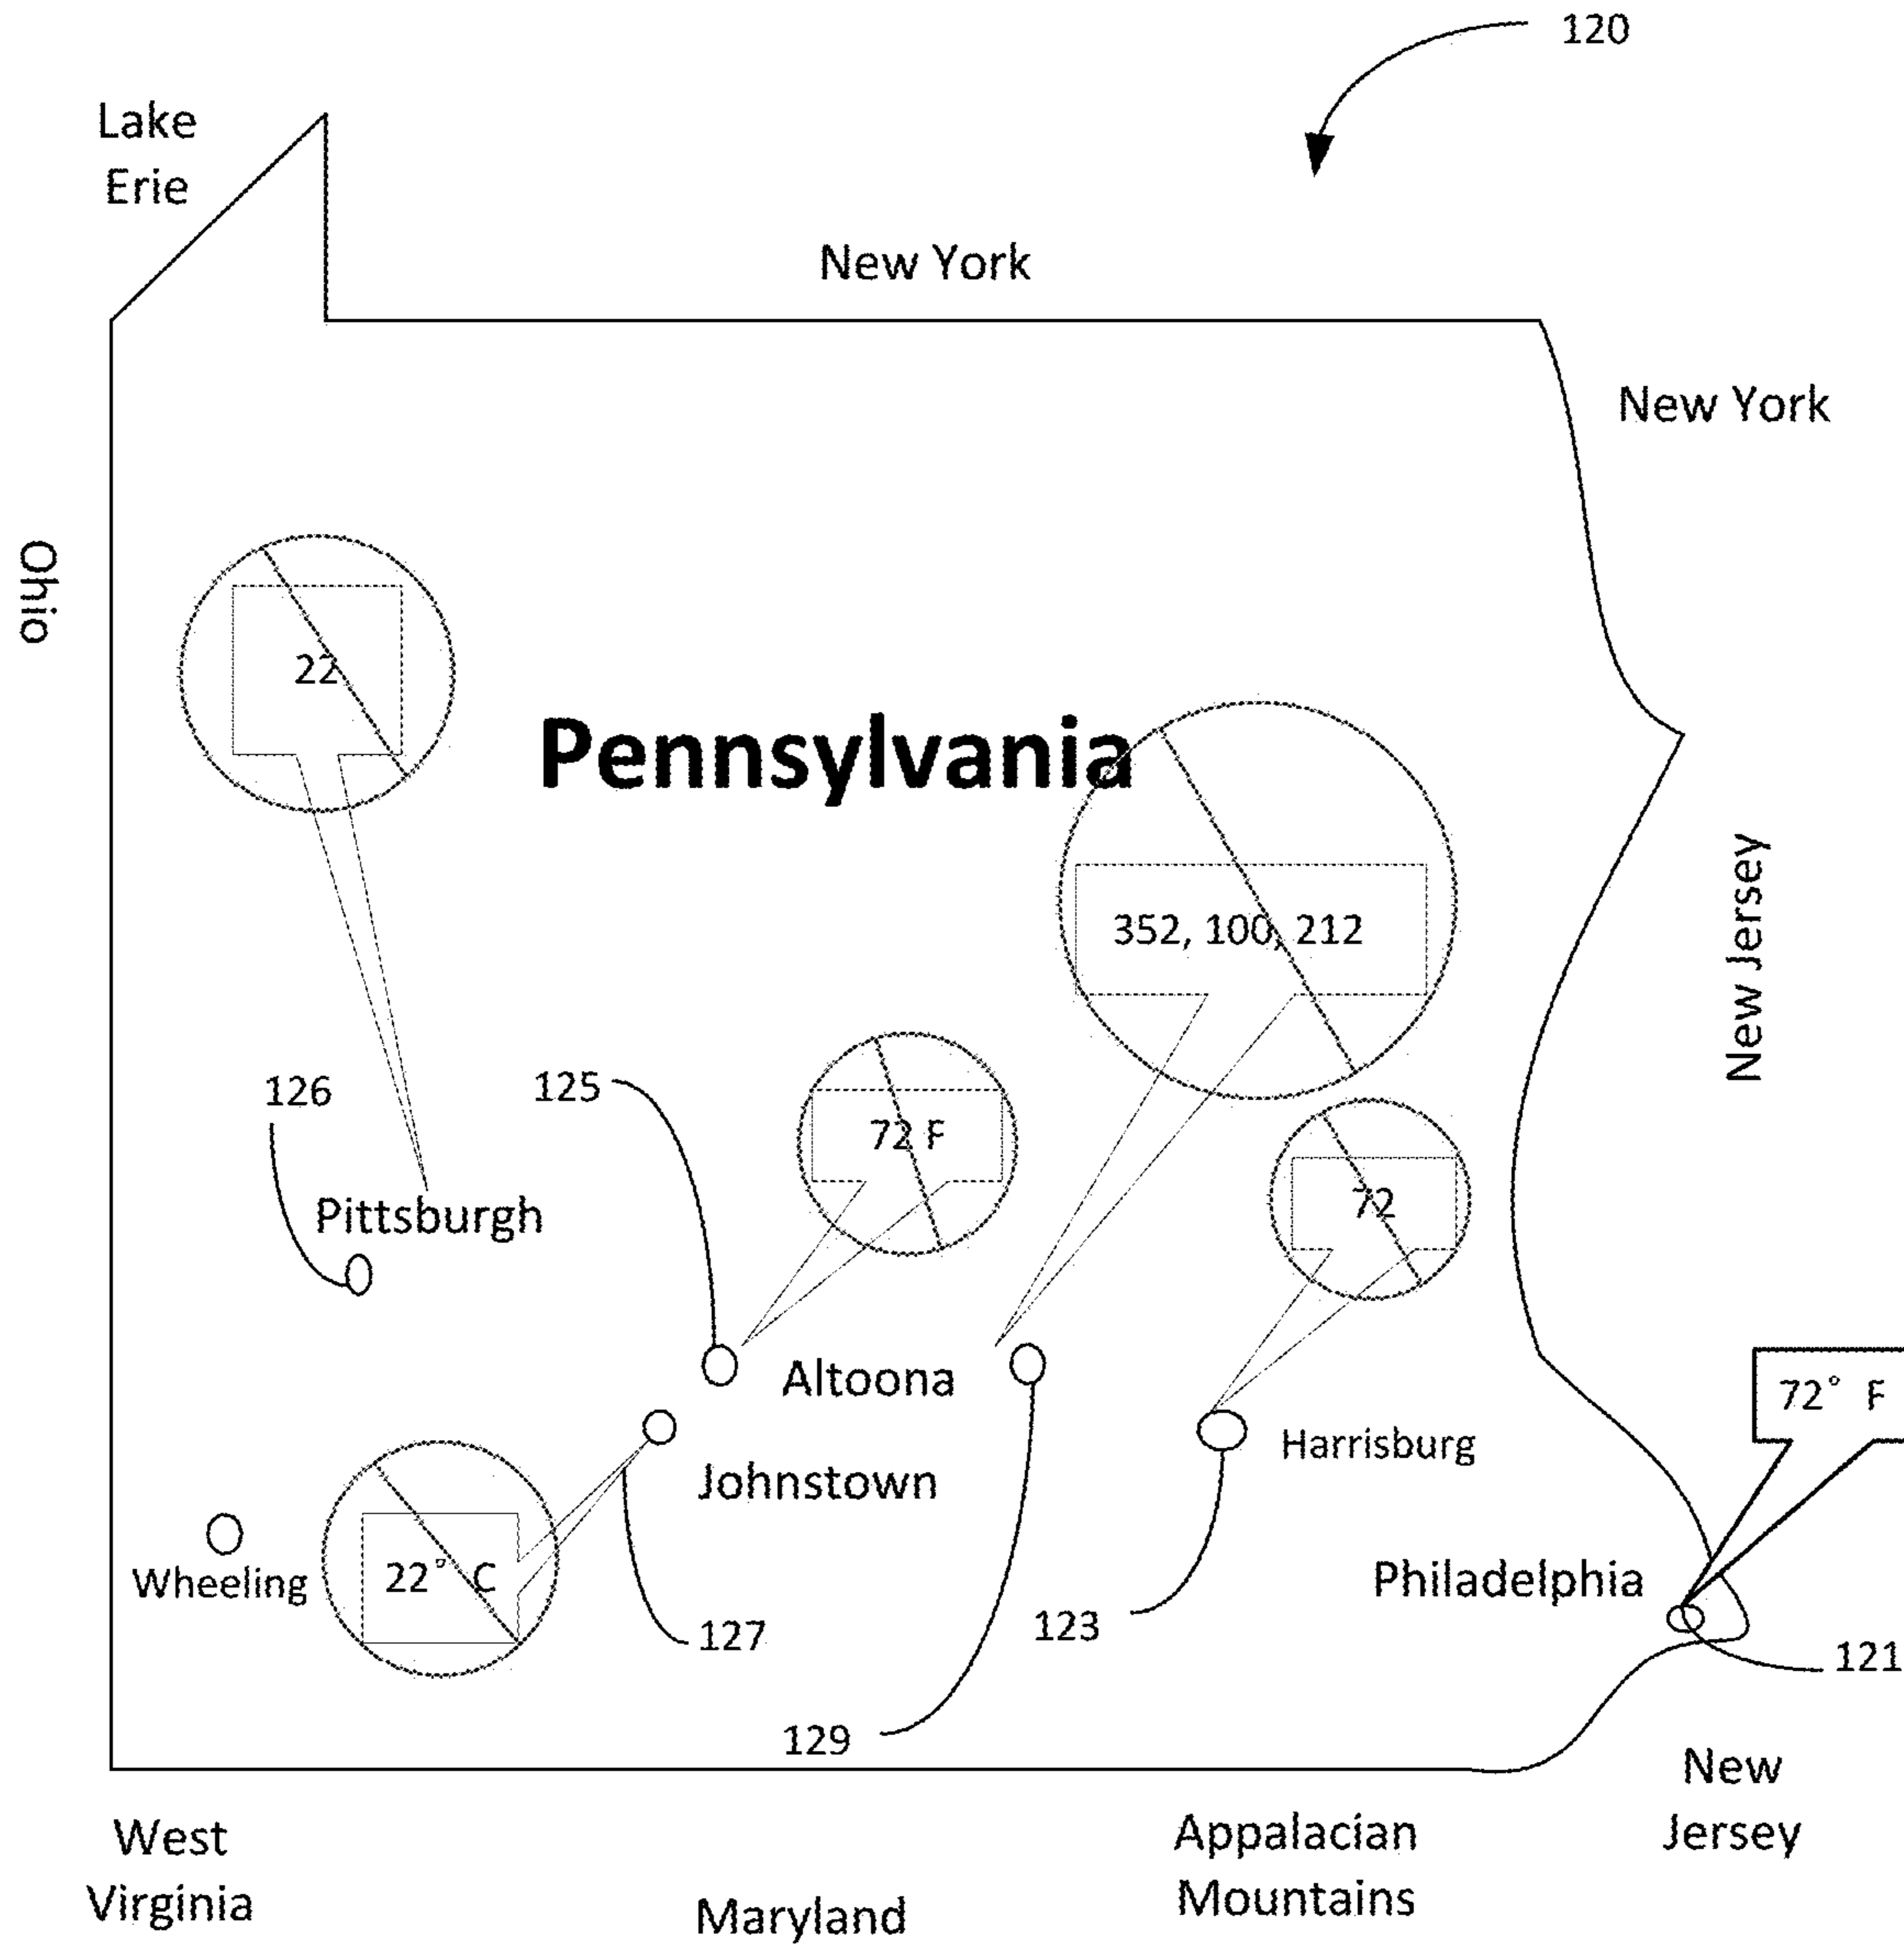 120
Lake
Erie
New York
New York
Ohio
22
Pennsylvania
New Jersey
352, 100, 212
126
125
72 F
72
Pittsburgh
Altoona
72° F
Harrisburg
Johnstown
Wheeling
22° C
Philadelphia
127
123
121
129
New
Jersey
West
Virginia
Appalacian
Mountains
Maryland